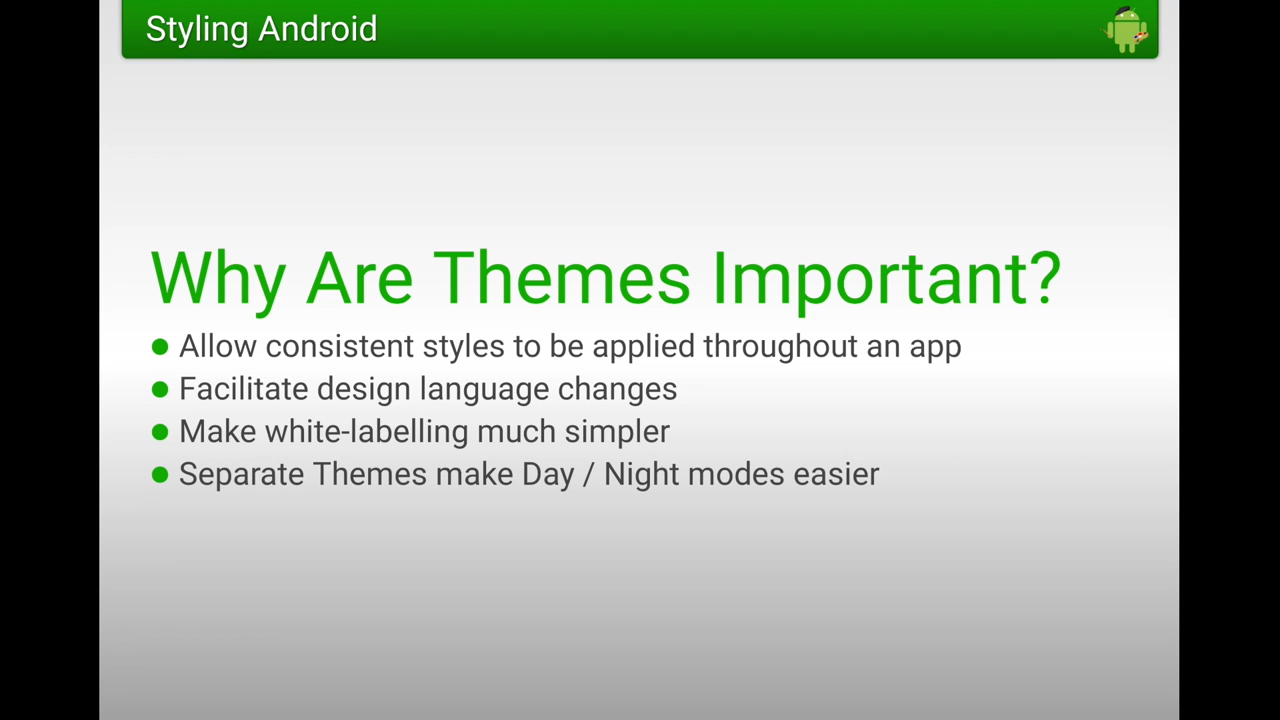 Styling Android
Why Are Themes Important?
Allow consistent styles to be applied throughout an app
Facilitate design language changes
Make white-labelling much simpler
Separate Themes make Day / Night modes easier